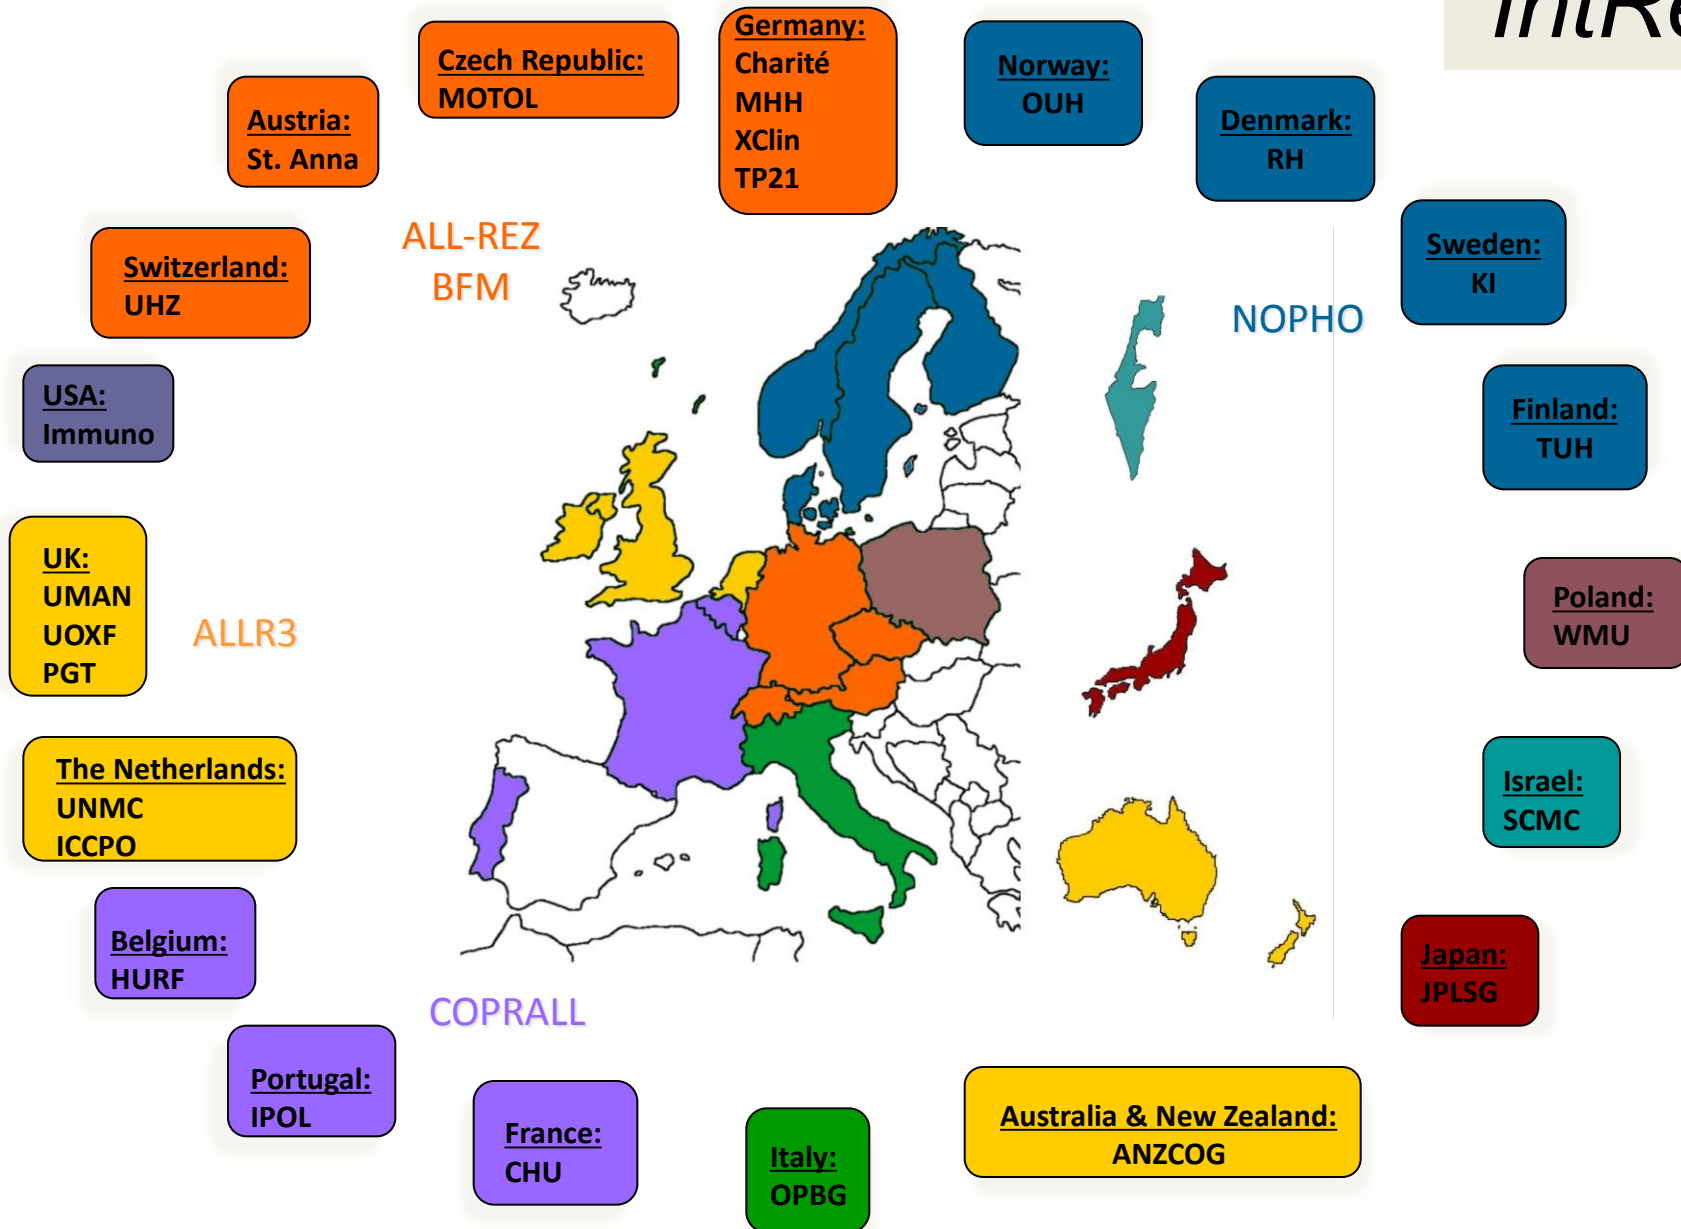 IntRe
Czech Republic:
MOTOL
Germany:
Charité
MHH
XClin
TP21
Norway:
OUH
Denmark:
RH
Austria:
St. Anna
Sweden:
KI
Switzerland:
UHZ
ALL-REZ
BFM
NOPHO
USA:
Immuno
Finland:
TUH
UK:
UMAN
UOXF
PGT
ALLR3
Poland:
WMU
The Netherlands:
UNMC
ICCPO
Israel:
SCMC
Belgium:
HURF
Japan:
JPLSG
COPRALL
Portugal:
IPOL
France:
CHU
Italy:
OPBG
Australia & New Zealand:
ANZCOG